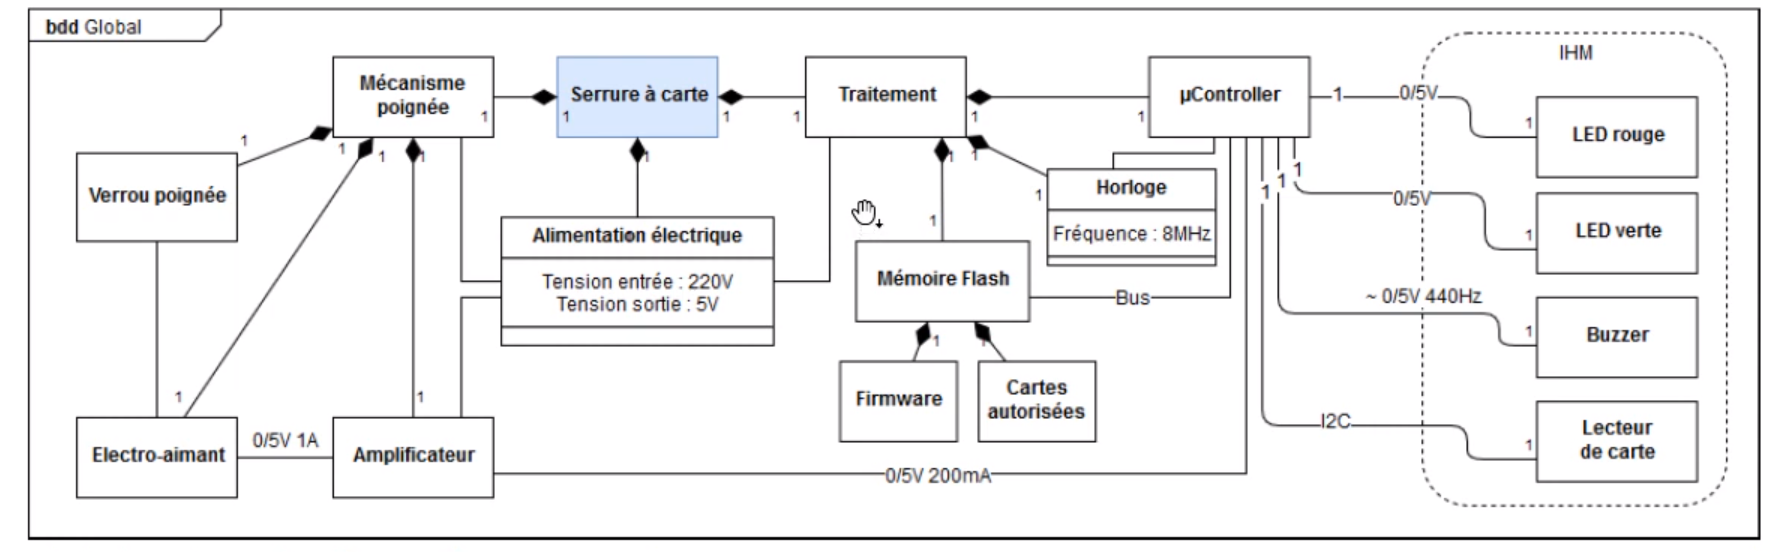 bdd Global
Mécanisme
poignée
1
Serrure à carte
1
1
Traitement
1
1
µController
1
1
0/5V
IHM
1
LED rouge
1
1
1
1
1
1
Verrou poignée
Alimentation électrique
Tension entrée : 220V
Tension sortie : 5V
1
1
1
Horloge
Fréquence : 8MHz
1
1
Mémoire Flash
Bus
1
1
1
0/5V
1
LED verte
~ 0/5V 440Hz
1
Buzzer
1
1
Firmware
Cartes
autorisées
1
1
Electro-aimant
0/5V 1A
Amplificateur
0/5V 200mA
I2C
1
Lecteur
de carte